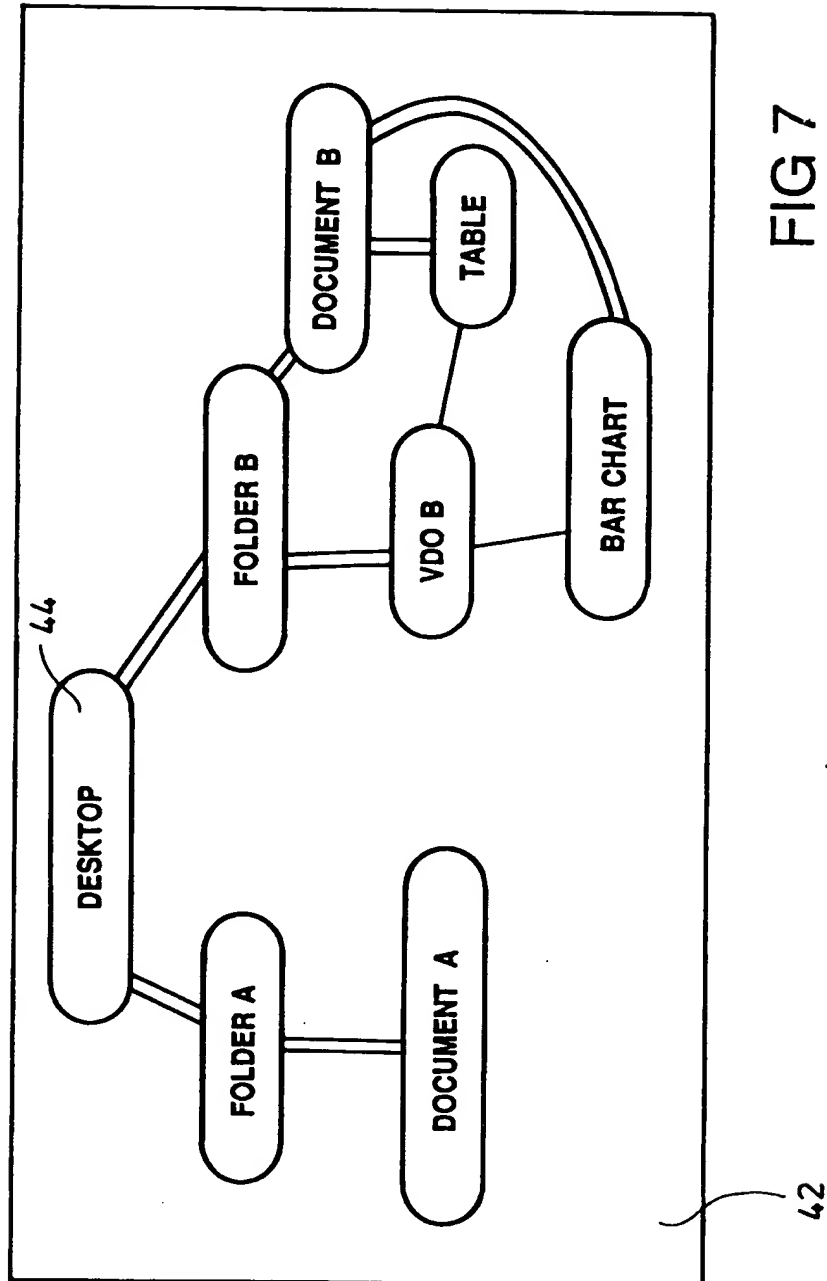 44
DESKTOP
FOLDER A
FOLDER B
DOCUMENT B
DOCUMENT A
VDO B
TABLE
BAR CHART
42
FIG 7